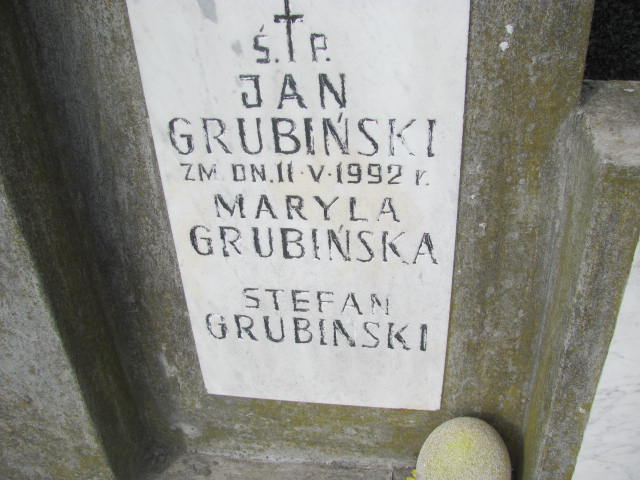 Ś. P.
JAN
GRUBIŃSKI
ZM. DN. 11·V·1992 r.
MARYLA
GRUBIŃSKA
STEFAN
GRUBIŃSKI